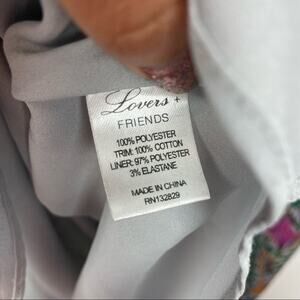 Lovers +
FRIENDS
100% POLYESTER
TRIM: 100% COTTON
LINER: 97% POLYESTER
3% ELASTANE
MADE IN CHINA
RN132829